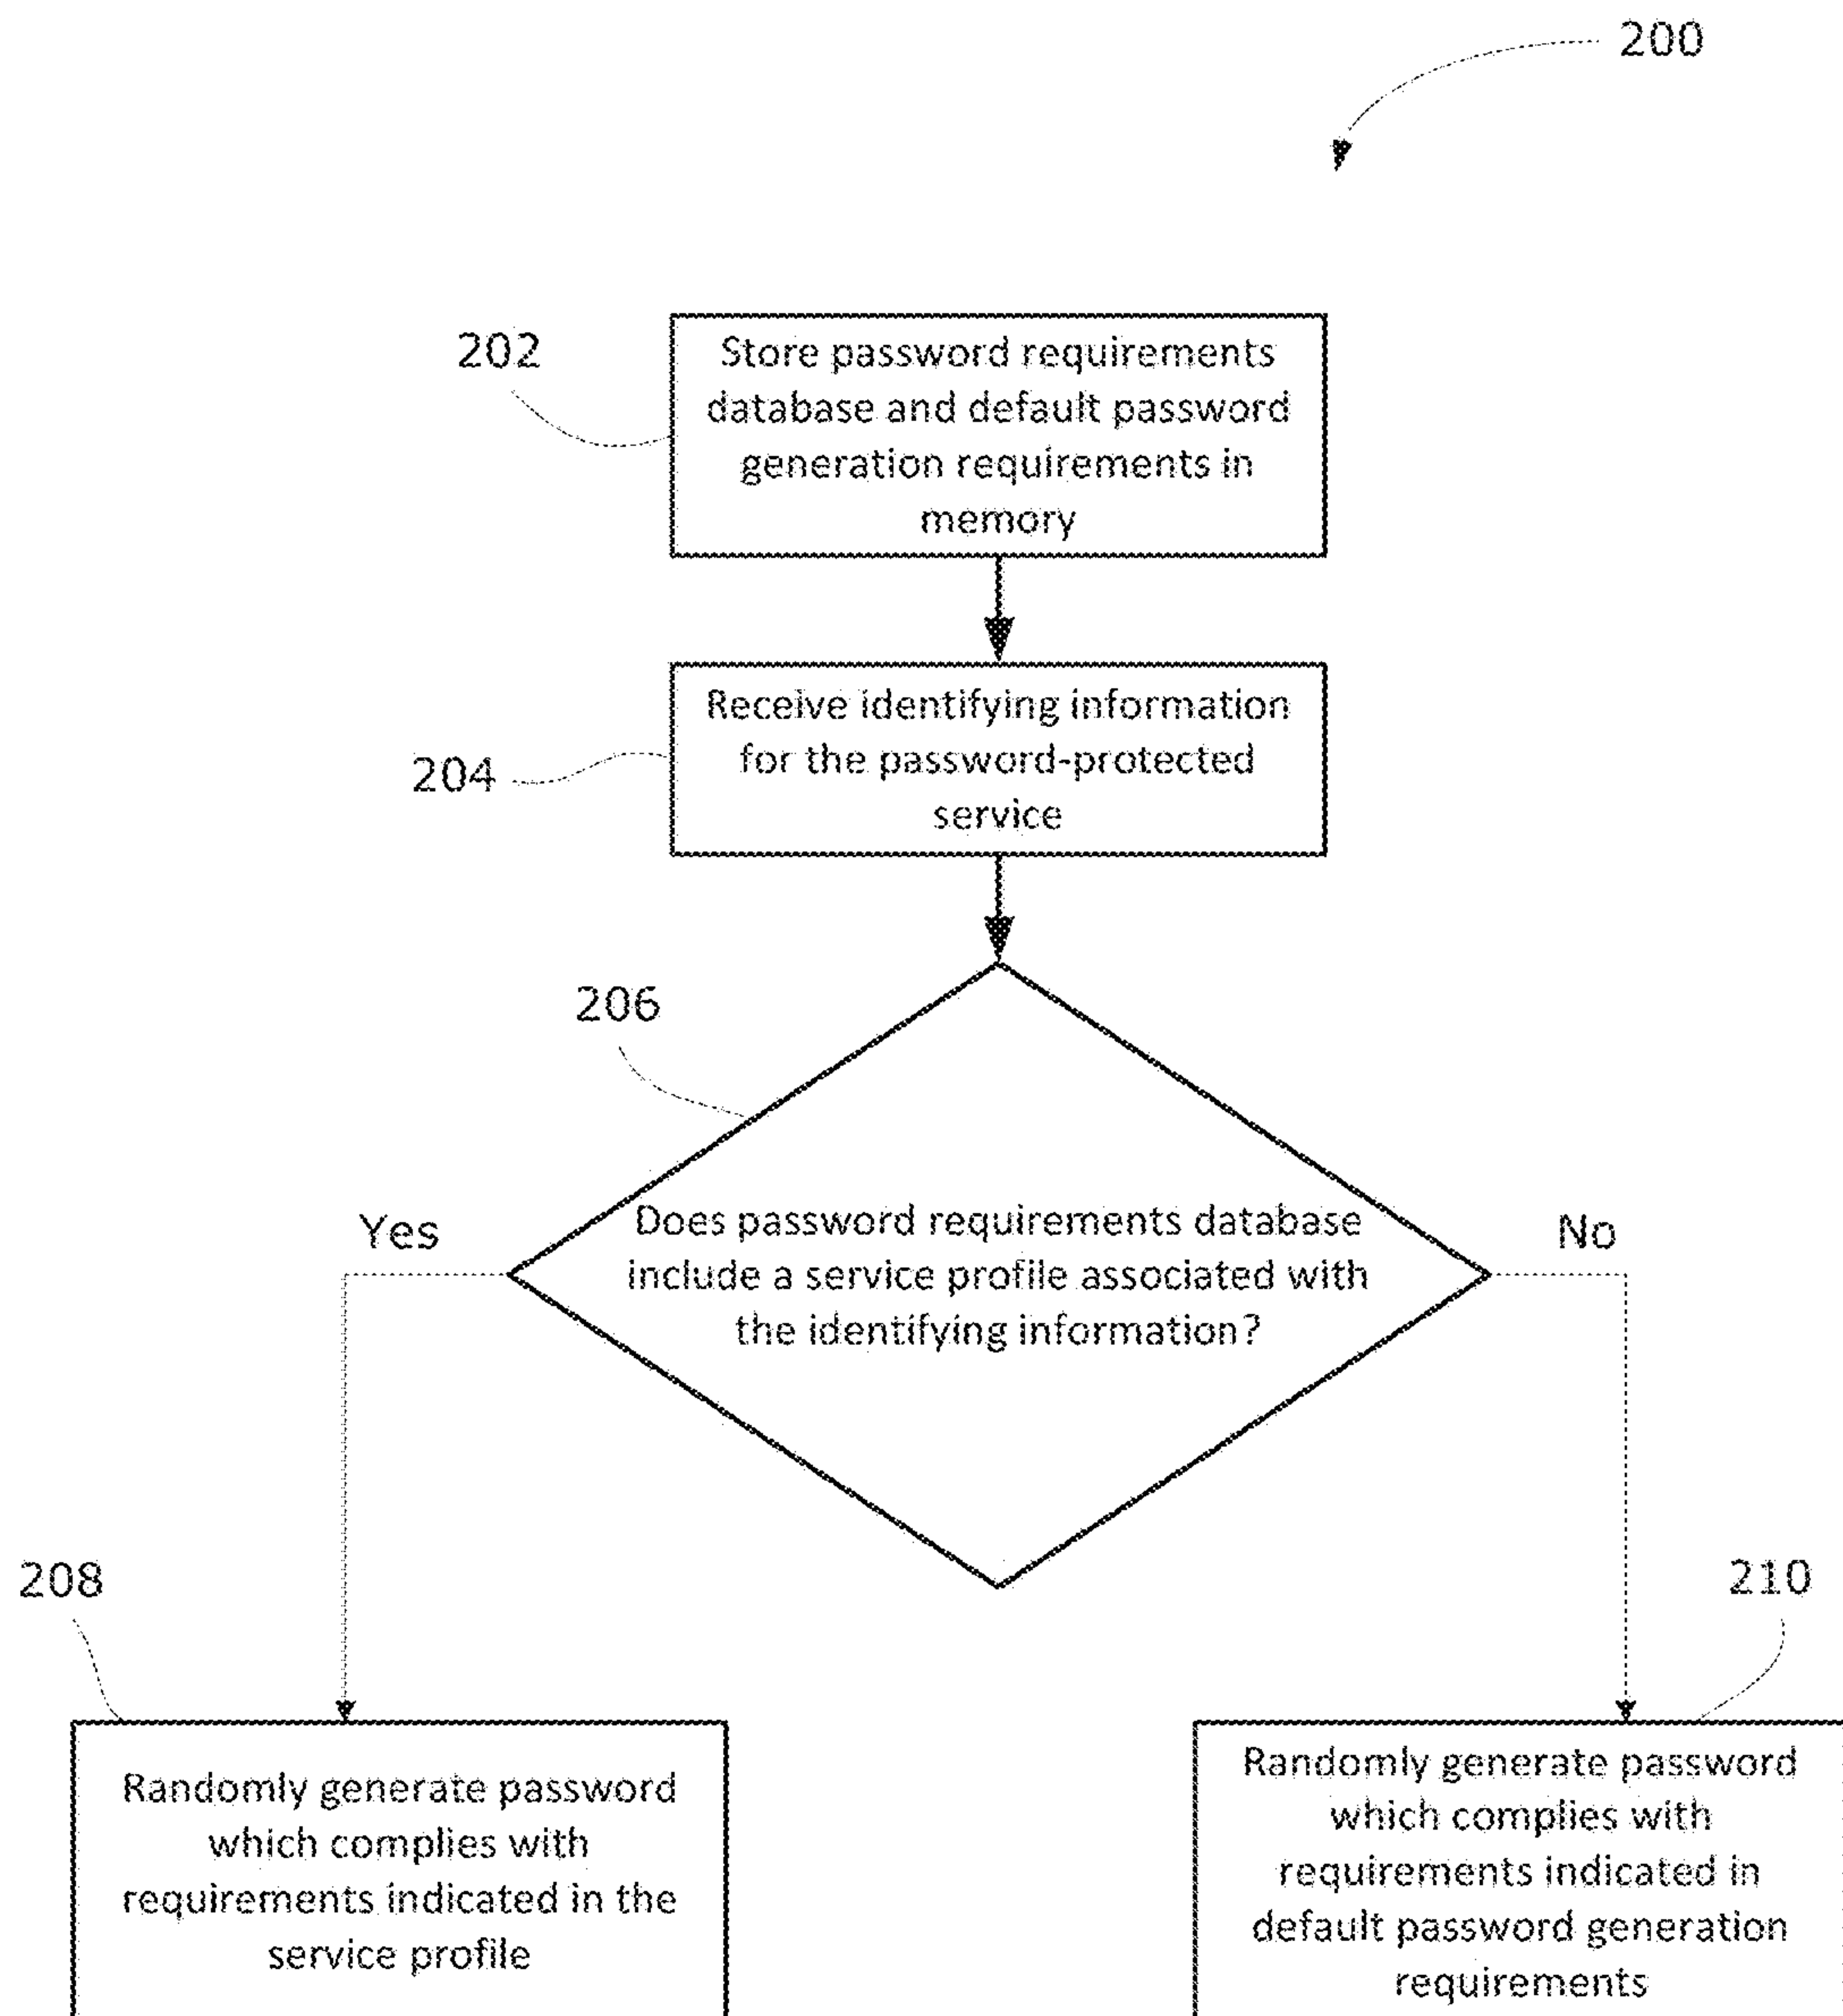 200
202
Store password requirements
database and default password
generation requirements in
memory
204
Receive identifying information
for the password-protected
service
206
Does password requirements database
include a service profile associated with
the identifying information?
Yes
No
208
Randomly generate password
which complies with
requirements indicated in the
service profile
210
Randomly generate password
which complies with
requirements indicated in
default password generation
requirements